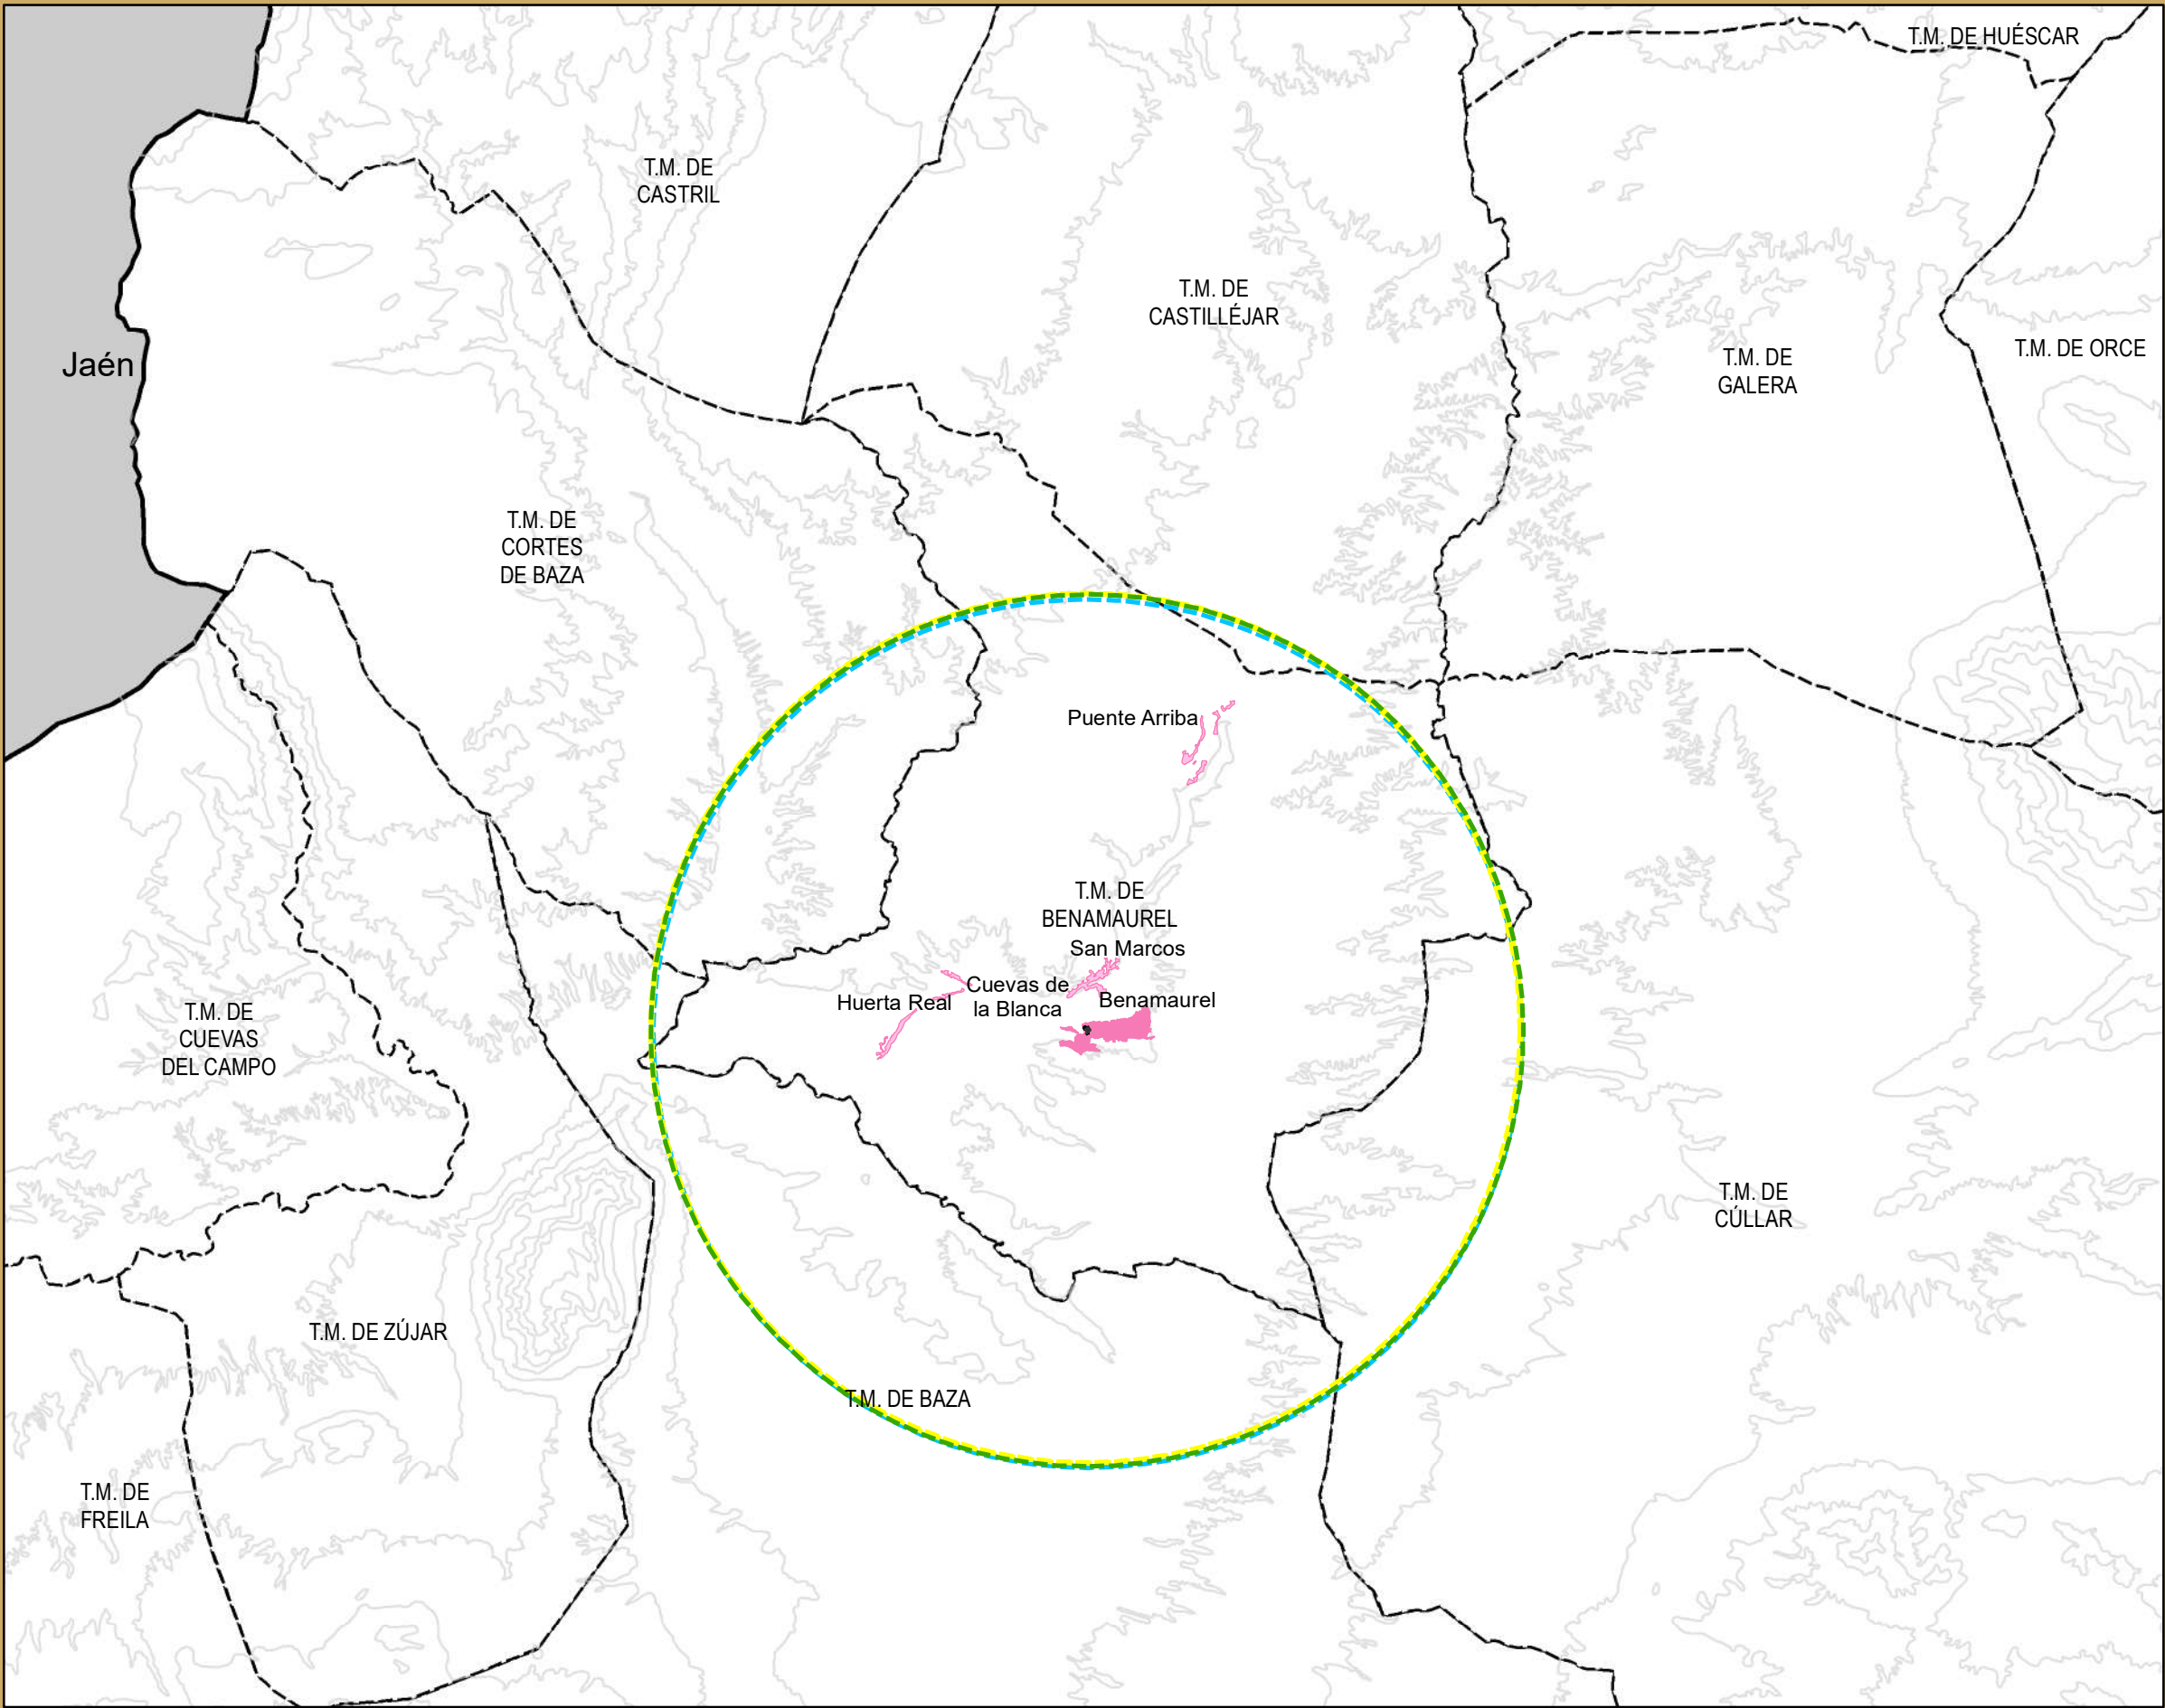 T.M. DE HUÉSCAR
T.M. DE
CASTRIL
T.M. DE
CASTILLÉJAR
Jaén
T.M. DE
GALERA
T.M. DE ORCE
T.M. DE
CORTES
DE BAZA
Puente Arriba
T.M. DE
BENAMAUREL
San Marcos
Cuevas de
la Blanca
Huerta Real
Benamaurel
T.M. DE
CUEVAS
DEL CAMPO
T.M. DE
CÚLLAR
T.M. DE ZÚJAR
T.M. DE BAZA
T.M. DE
FREILA